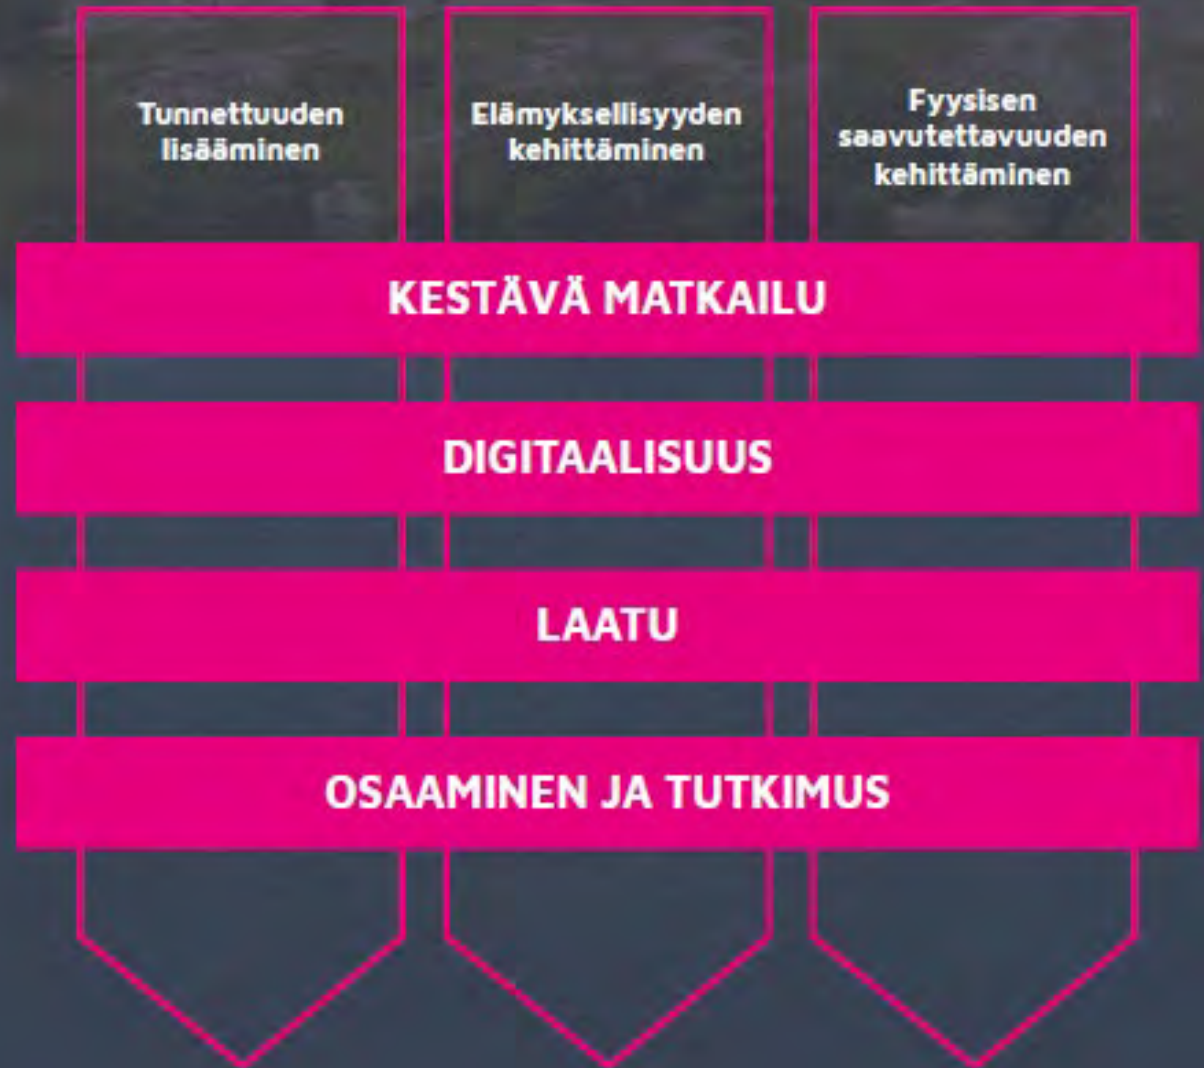 Tunnettuuden
lisääminen
Elämyksellisyyden
kehittäminen
Fyysisen
saavutettavuuden
kehittäminen
KESTÄVÄ MATKAILU
DIGITAALISUUS
LAATU
OSAAMINEN JA TUTKIMUS